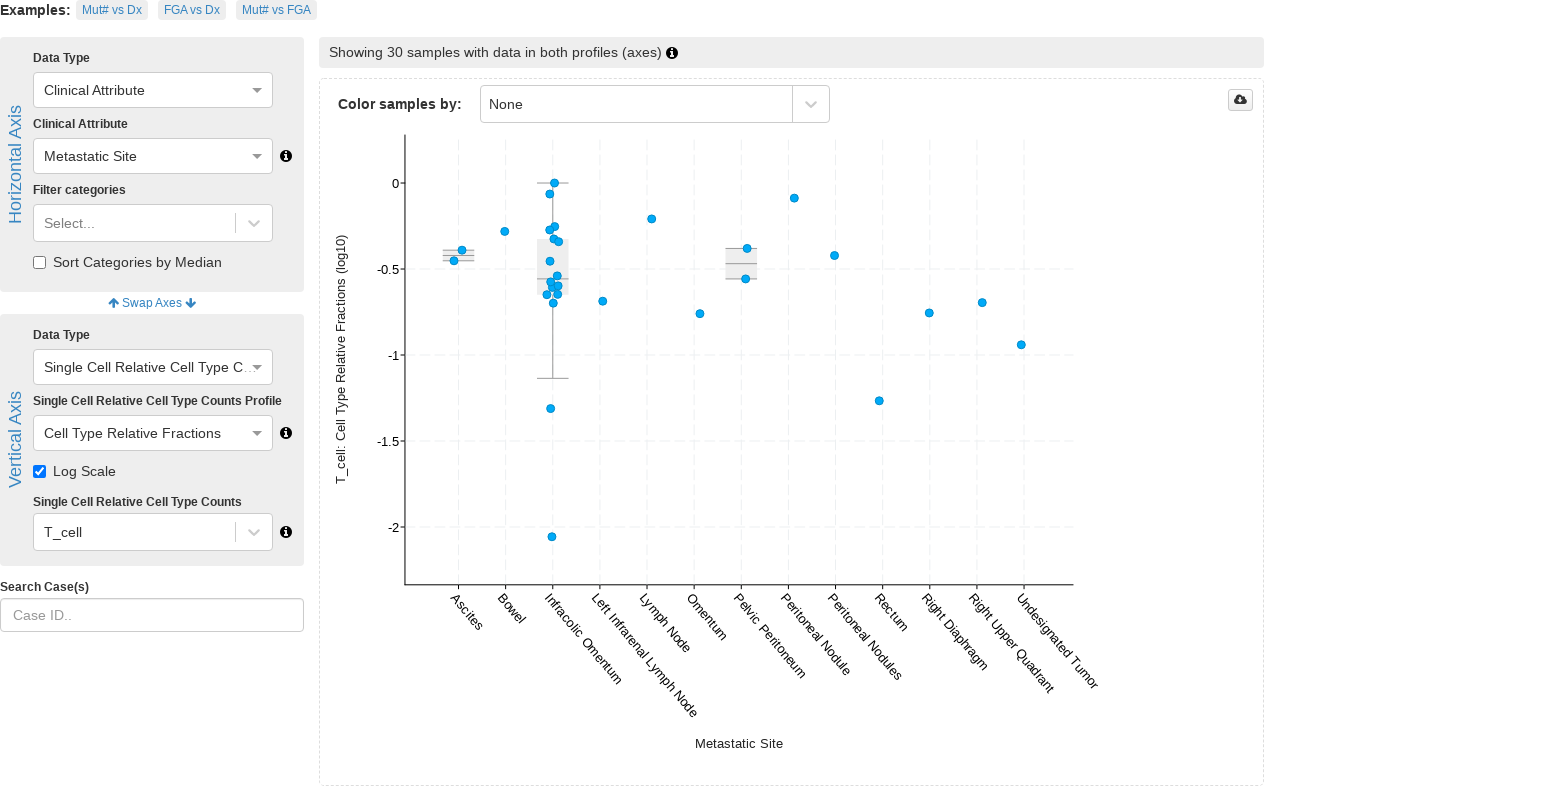 Examples: Mut# vs Dx FGA vs Dx Mut# vs FGA
Horizontal Axis
Data Type
Clinical Attribute
Clinical Attribute
Metastatic Site
Filter categories
Select...
Sort Categories by Median
Swap Axes
Vertical Axis
Data Type
Single Cell Relative Cell Type C...
Single Cell Relative Cell Type Counts Profile
Cell Type Relative Fractions
Log Scale
Single Cell Relative Cell Type Counts
T_cell
Search Case(s)
Case ID..
Showing 30 samples with data in both profiles (axes)
Color samples by: None
T_cell: Cell Type Relative Fractions (log10)
0
-0.5
-1
-1.5
-2
Ascites
Bowel
Infracolic Omentum
Left Infrarenal Lymph Node
Lymph Node
Omentum
Pelvic Peritoneum
Peritoneal Nodule
Peritoneal Nodules
Rectum
Right Diaphragm
Right Upper Quadrant
Undesignated Tumor
Metastatic Site